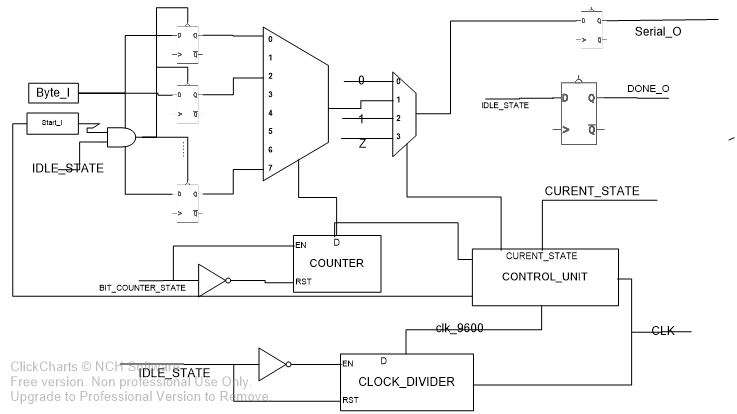 D Q
> Q
Serial_O
0
1
2
3
4
5
6
7
D Q
> Q
0
1
2
3
0
1
Z
Byte_I
Start_I
IDLE_STATE
IDLE_STATE
D Q
> Q
DONE_O
D Q
> Q
D Q
> Q
CURENT_STATE
EN
D
COUNTER
RST
BIT_COUNTER_STATE
CURENT_STATE
CONTROL_UNIT
clk_9600
CLK
IDLE_STATE
EN
D
CLOCK_DIVIDER
RST
ClickCharts © NCH Software
Free version. Non professional Use Only.
Upgrade to Professional Version to Remove